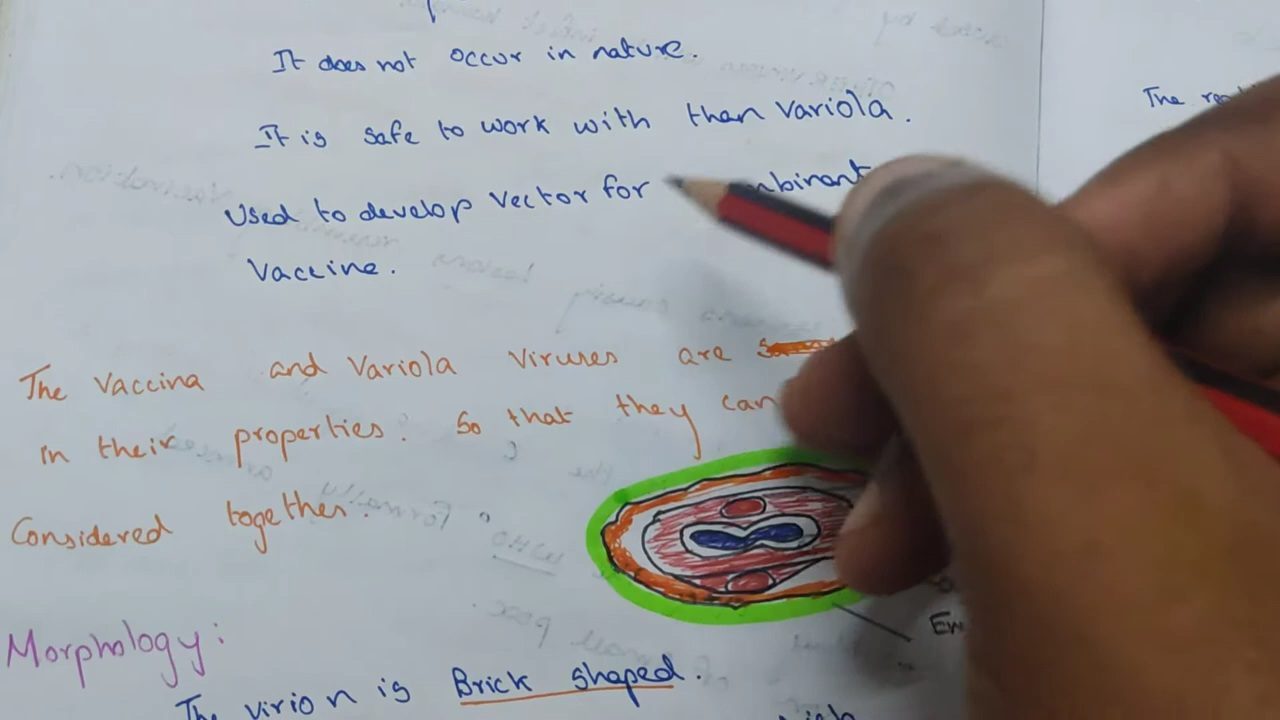 It does not occur in nature.
It is safe to work with than Variola.
The
Used to develop Vector for
Vaccine.
The Vaccina and Variola Viruses are
in their properties. So that they can
Considered together.
Morphology:
The virion is Brick shaped.